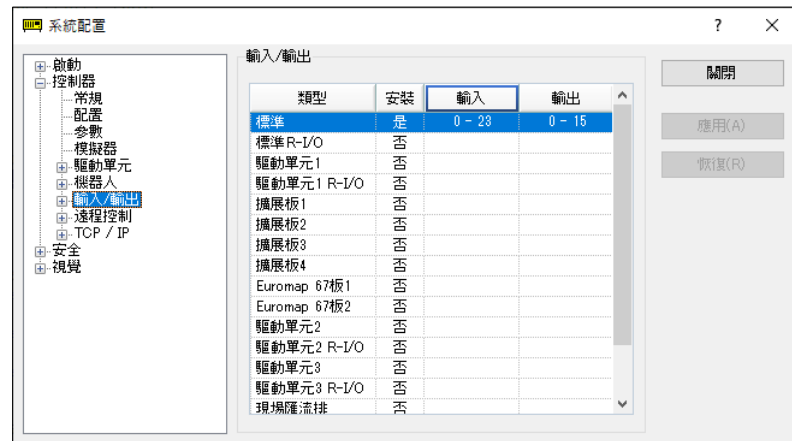 系統配置 ? ×
啟動
控制器
常規
配置
参數
模擬器
驅動單元
機器人
輸入/輸出
遠程控制
TCP / IP
安全
視覺
輸入/輸出
類型 安裝 輸入 輸出
標準 是 0 - 23 0 - 15
標準R-I/O 否
驅動單元1 否
驅動單元1 R-I/O 否
擴展板1 否
擴展板2 否
擴展板3 否
擴展板4 否
Euromap 67板1 否
Euromap 67板2 否
驅動單元2 否
驅動單元2 R-I/O 否
驅動單元3 否
驅動單元3 R-I/O 否
現場匯流排 否
關閉
應用(A)
恢復(R)